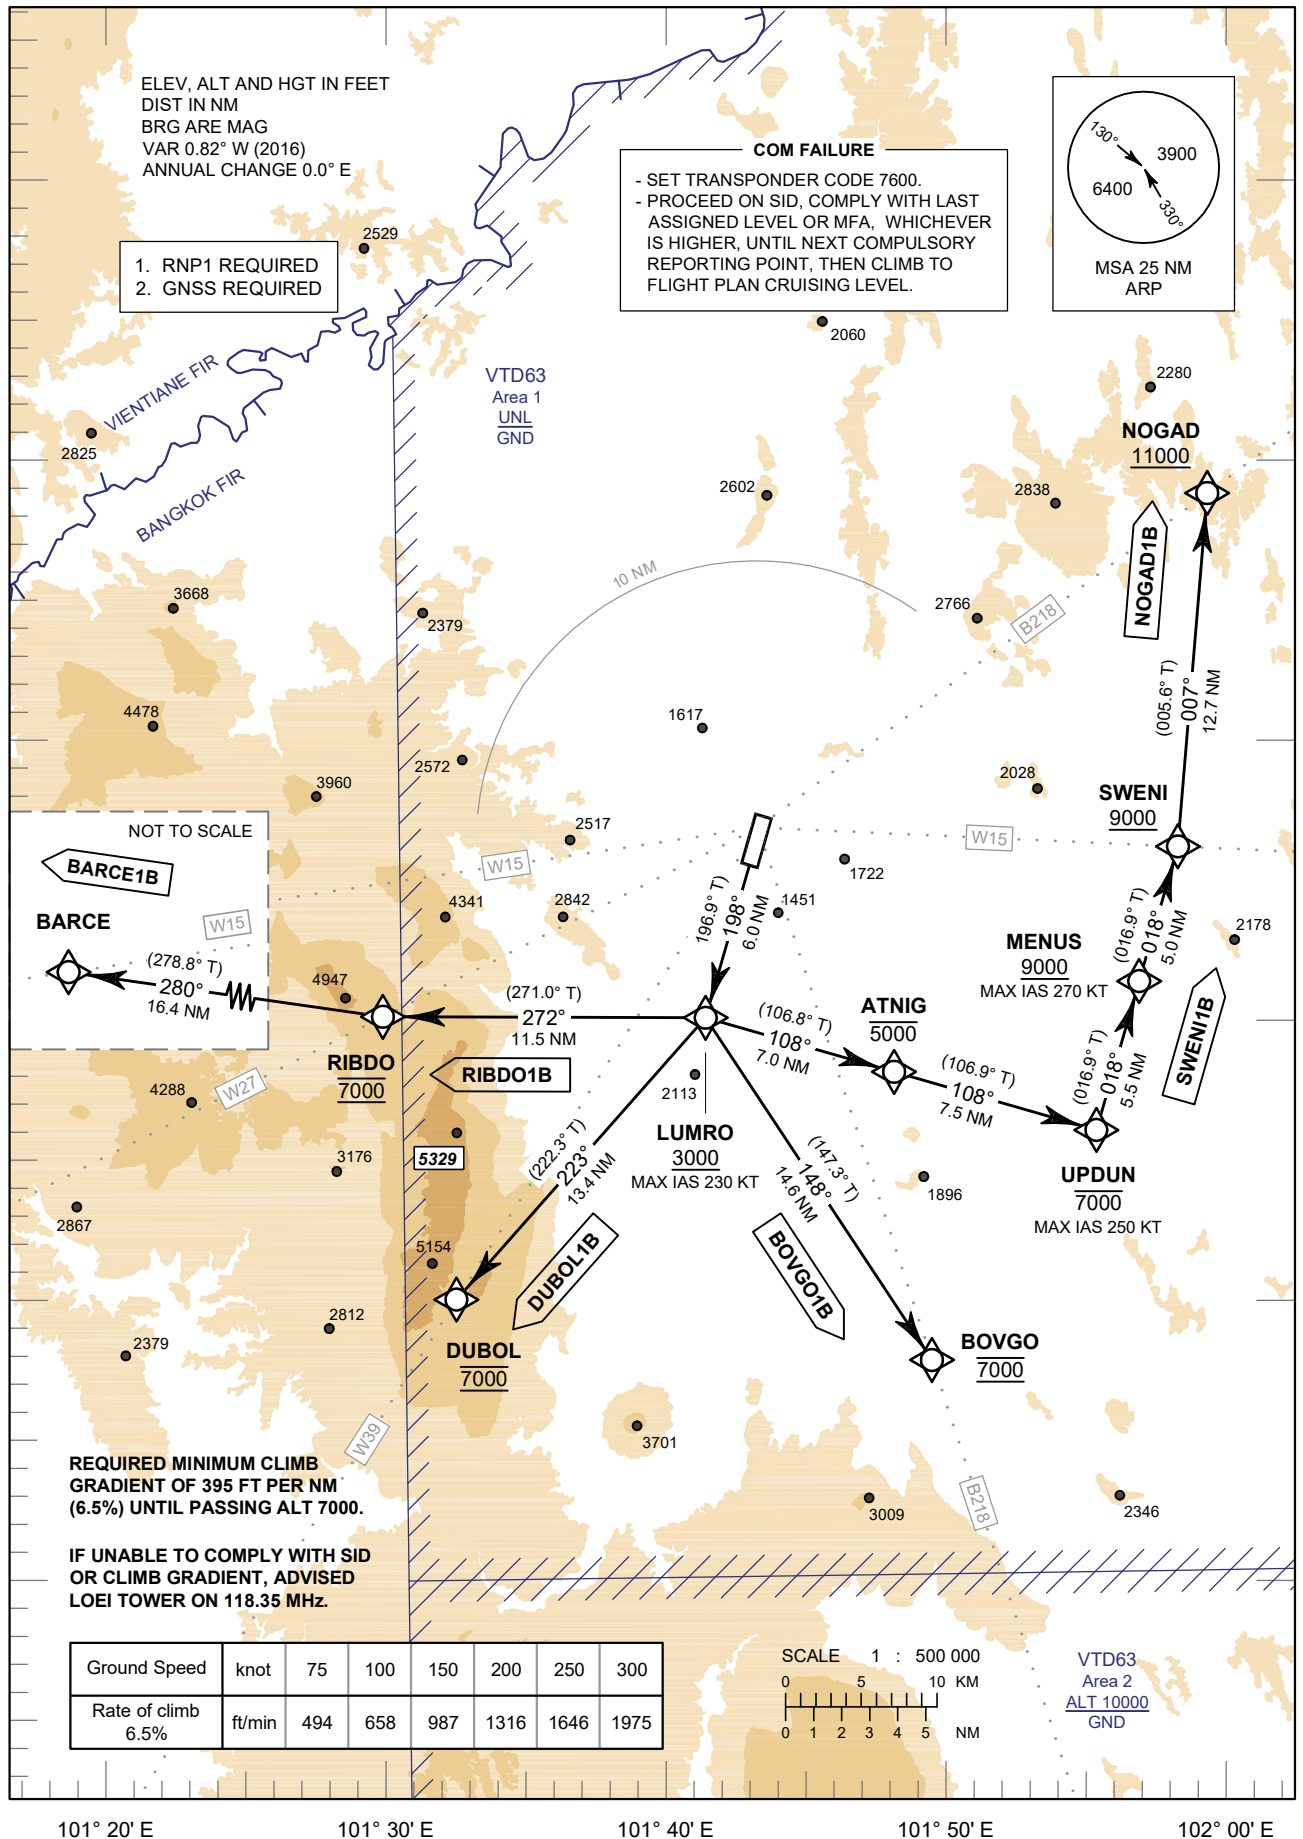 ELEV, ALT AND HGT IN FEET
DIST IN NM
BRG ARE MAG
VAR 0.82° W (2016)
ANNUAL CHANGE 0.0° E
1. RNP1 REQUIRED
2. GNSS REQUIRED
COM FAILURE
- SET TRANSPONDER CODE 7600.
- PROCEED ON SID, COMPLY WITH LAST
ASSIGNED LEVEL OR MFA, WHICHEVER
IS HIGHER, UNTIL NEXT COMPULSORY
REPORTING POINT, THEN CLIMB TO
FLIGHT PLAN CRUISING LEVEL.
130°
3900
6400
330°
MSA 25 NM
ARP
2529
2060
2280
VIENTIANE FIR
BANGKOK FIR
VTD63
Area 1
UNL
GND
2825
NOGAD
11000
2602
2838
NOGAD1B
10 NM
3668
2379
2766
B218
4478
1617
(005.6° T)
007°
12.7 NM
2572
3960
2028
SWENI
9000
NOT TO SCALE
BARCE1B
2517
W15
W15
1722
BARCE
W15
4341
2842
196.9° T)
198°
6.0 NM
1451
(016.9° T)
018°
5.0 NM
2178
MENUS
9000
MAX IAS 270 KT
(278.8° T)
280°
16.4 NM
4947
(271.0° T)
272°
11.5 NM
(106.8° T)
108°
7.0 NM
ATNIG
5000
SWENI1B
RIBDO
7000
RIBDO1B
(106.9° T)
108°
7.5 NM
(016.9° T)
018°
5.5 NM
4288
W27
2113
LUMRO
3000
MAX IAS 230 KT
5329
3176
(222.3° T)
223°
13.4 NM
(147.3° T)
148°
14.6 NM
1896
UPDUN
7000
MAX IAS 250 KT
2867
5154
DUBOL1B
BOVGO1B
2812
2379
DUBOL
7000
BOVGO
7000
3701
W39
REQUIRED MINIMUM CLIMB
GRADIENT OF 395 FT PER NM
(6.5%) UNTIL PASSING ALT 7000.
3009
B218
2346
IF UNABLE TO COMPLY WITH SID
OR CLIMB GRADIENT, ADVISED
LOEI TOWER ON 118.35 MHz.
Ground Speed knot 75 100 150 200 250 300
Rate of climb 6.5% ft/min 494 658 987 1316 1646 1975
SCALE 1 : 500 000
0 5 10 KM
0 1 2 3 4 5 NM
VTD63
Area 2
ALT 10000
GND
101° 20' E 101° 30' E 101° 40' E 101° 50' E 102° 00' E